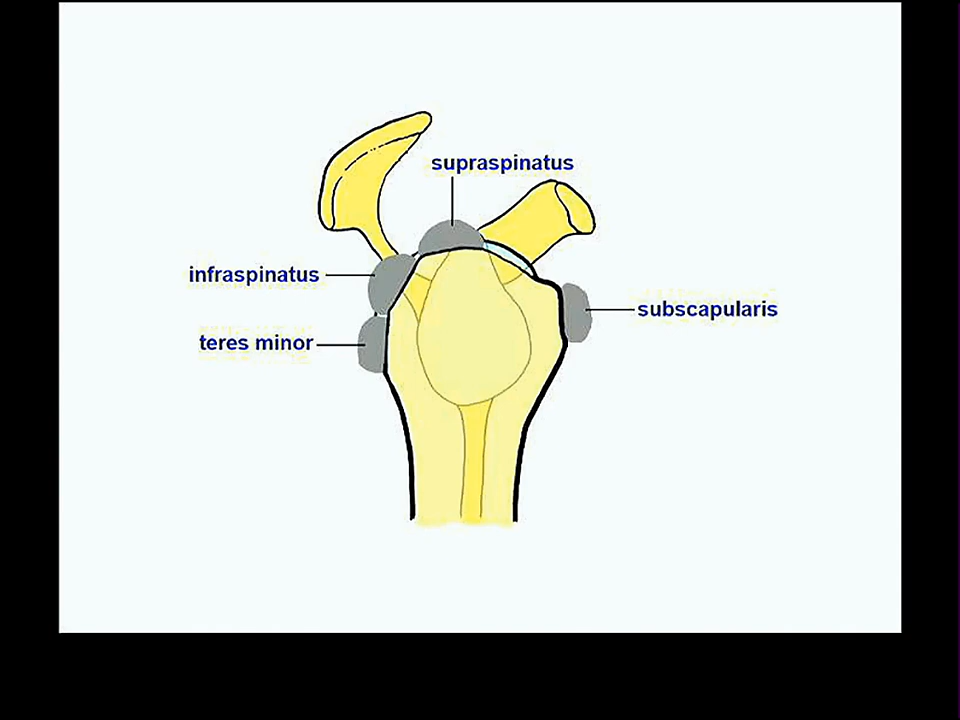 supraspinatus
infraspinatus
subscapularis
teres minor